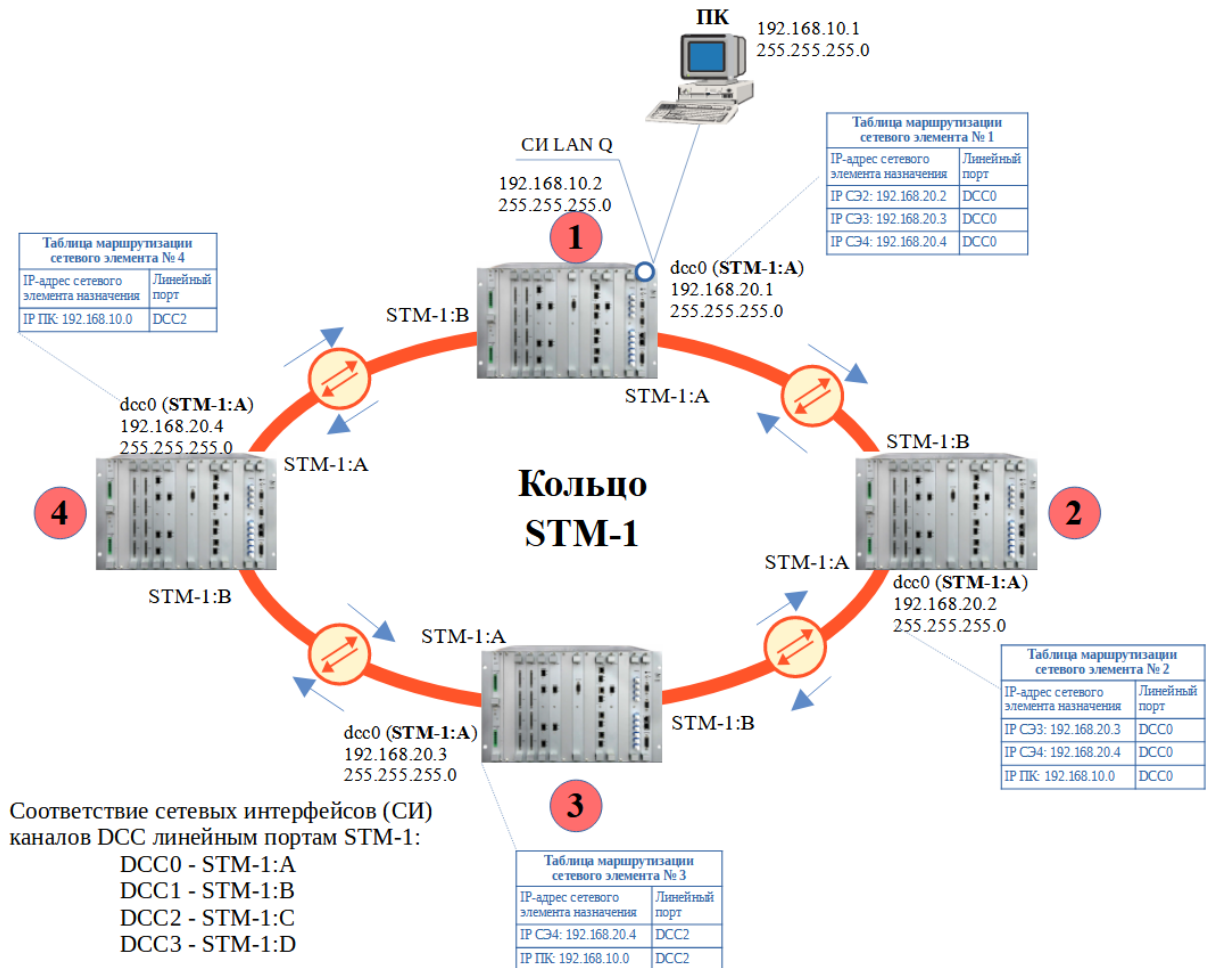 ПК
192.168.10.1
255.255.255.0
СИ LAN Q
192.168.10.2
255.255.255.0
1
Таблица маршрутизации
сетевого элемента № 1
IP-адрес сетевого
элемента назначения
Линейный
порт
IP СЭ2: 192.168.20.2 DCC0
IP СЭ3: 192.168.20.3 DCC0
IP СЭ4: 192.168.20.4 DCC0
Таблица маршрутизации
сетевого элемента № 4
IP-адрес сетевого
элемента назначения
Линейный
порт
IP ПК: 192.168.10.0 DCC2
dcc0 (STM-1:A)
192.168.20.1
255.255.255.0
STM-1:B
STM-1:A
dcc0 (STM-1:A)
192.168.20.4
255.255.255.0
STM-1:A
STM-1:B
Кольцо
STM-1
4
2
STM-1:A
STM-1:B
dcc0 (STM-1:A)
192.168.20.2
255.255.255.0
STM-1:A
STM-1:B
dcc0 (STM-1:A)
192.168.20.3
255.255.255.0
3
Таблица маршрутизации
сетевого элемента № 2
IP-адрес сетевого
элемента назначения
Линейный
порт
IP СЭ3: 192.168.20.3 DCC0
IP СЭ4: 192.168.20.4 DCC0
IP ПК: 192.168.10.0 DCC0
Соответствие сетевых интерфейсов (СИ)
каналов DCC линейным портам STM-1:
DCC0 - STM-1:A
DCC1 - STM-1:B
DCC2 - STM-1:C
DCC3 - STM-1:D
Таблица маршрутизации
сетевого элемента № 3
IP-адрес сетевого
элемента назначения
Линейный
порт
IP СЭ4: 192.168.20.4 DCC2
IP ПК: 192.168.10.0 DCC2